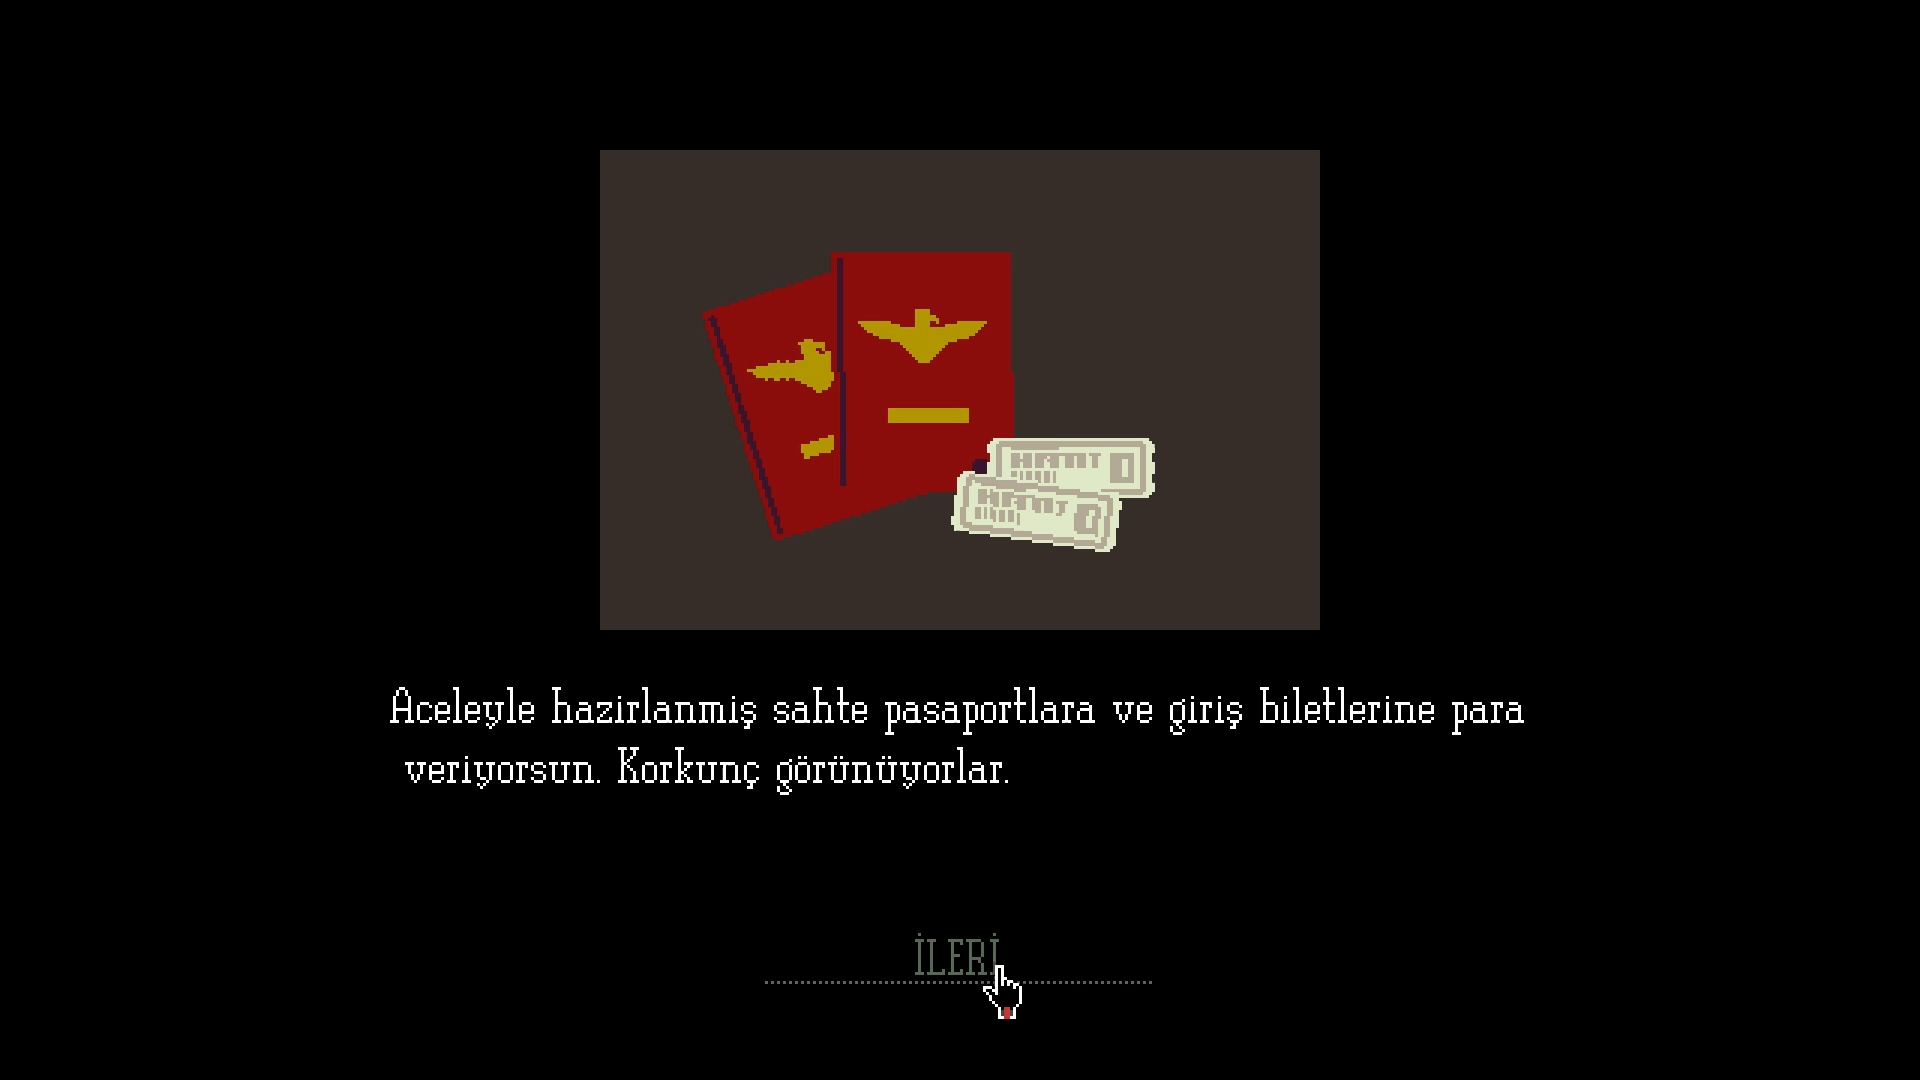 Aceleyle hazirlanmiş sahte pasaportlara ve giriş biletlerine para
veriyorsun. Korkunç görünüyorlar.
İLERİ